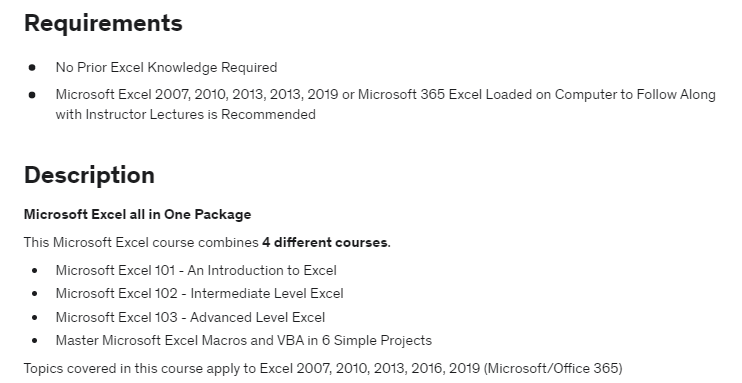 Requirements
No Prior Excel Knowledge Required
Microsoft Excel 2007, 2010, 2013, 2013, 2019 or Microsoft 365 Excel Loaded on Computer to Follow Along
with Instructor Lectures is Recommended
Description
Microsoft Excel all in One Package
This Microsoft Excel course combines 4 different courses.
Microsoft Excel 101 - An Introduction to Excel
Microsoft Excel 102 - Intermediate Level Excel
Microsoft Excel 103 - Advanced Level Excel
Master Microsoft Excel Macros and VBA in 6 Simple Projects
Topics covered in this course apply to Excel 2007, 2010, 2013, 2016, 2019 (Microsoft/Office 365)